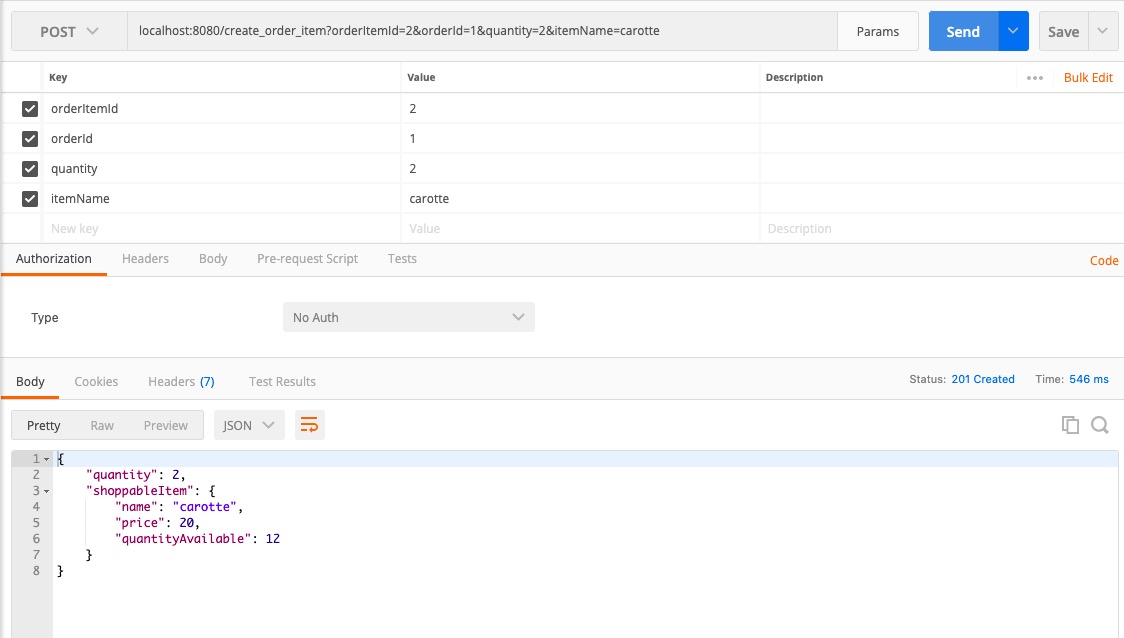 POST localhost:8080/create_order_item?orderItemId=2&orderId=1&quantity=2&itemName=carotte Params Send Save
Key Value Description Bulk Edit
orderItemId 2
orderId 1
quantity 2
itemName carotte
New key Value Description
Authorization Headers Body Pre-request Script Tests Code
Type No Auth
Body Cookies Headers (7) Test Results Status: 201 Created Time: 546 ms
Pretty Raw Preview JSON
1 {
2 "quantity": 2,
3 "shoppableItem": {
4 "name": "carotte",
5 "price": 20,
6 "quantityAvailable": 12
7 }
8 }